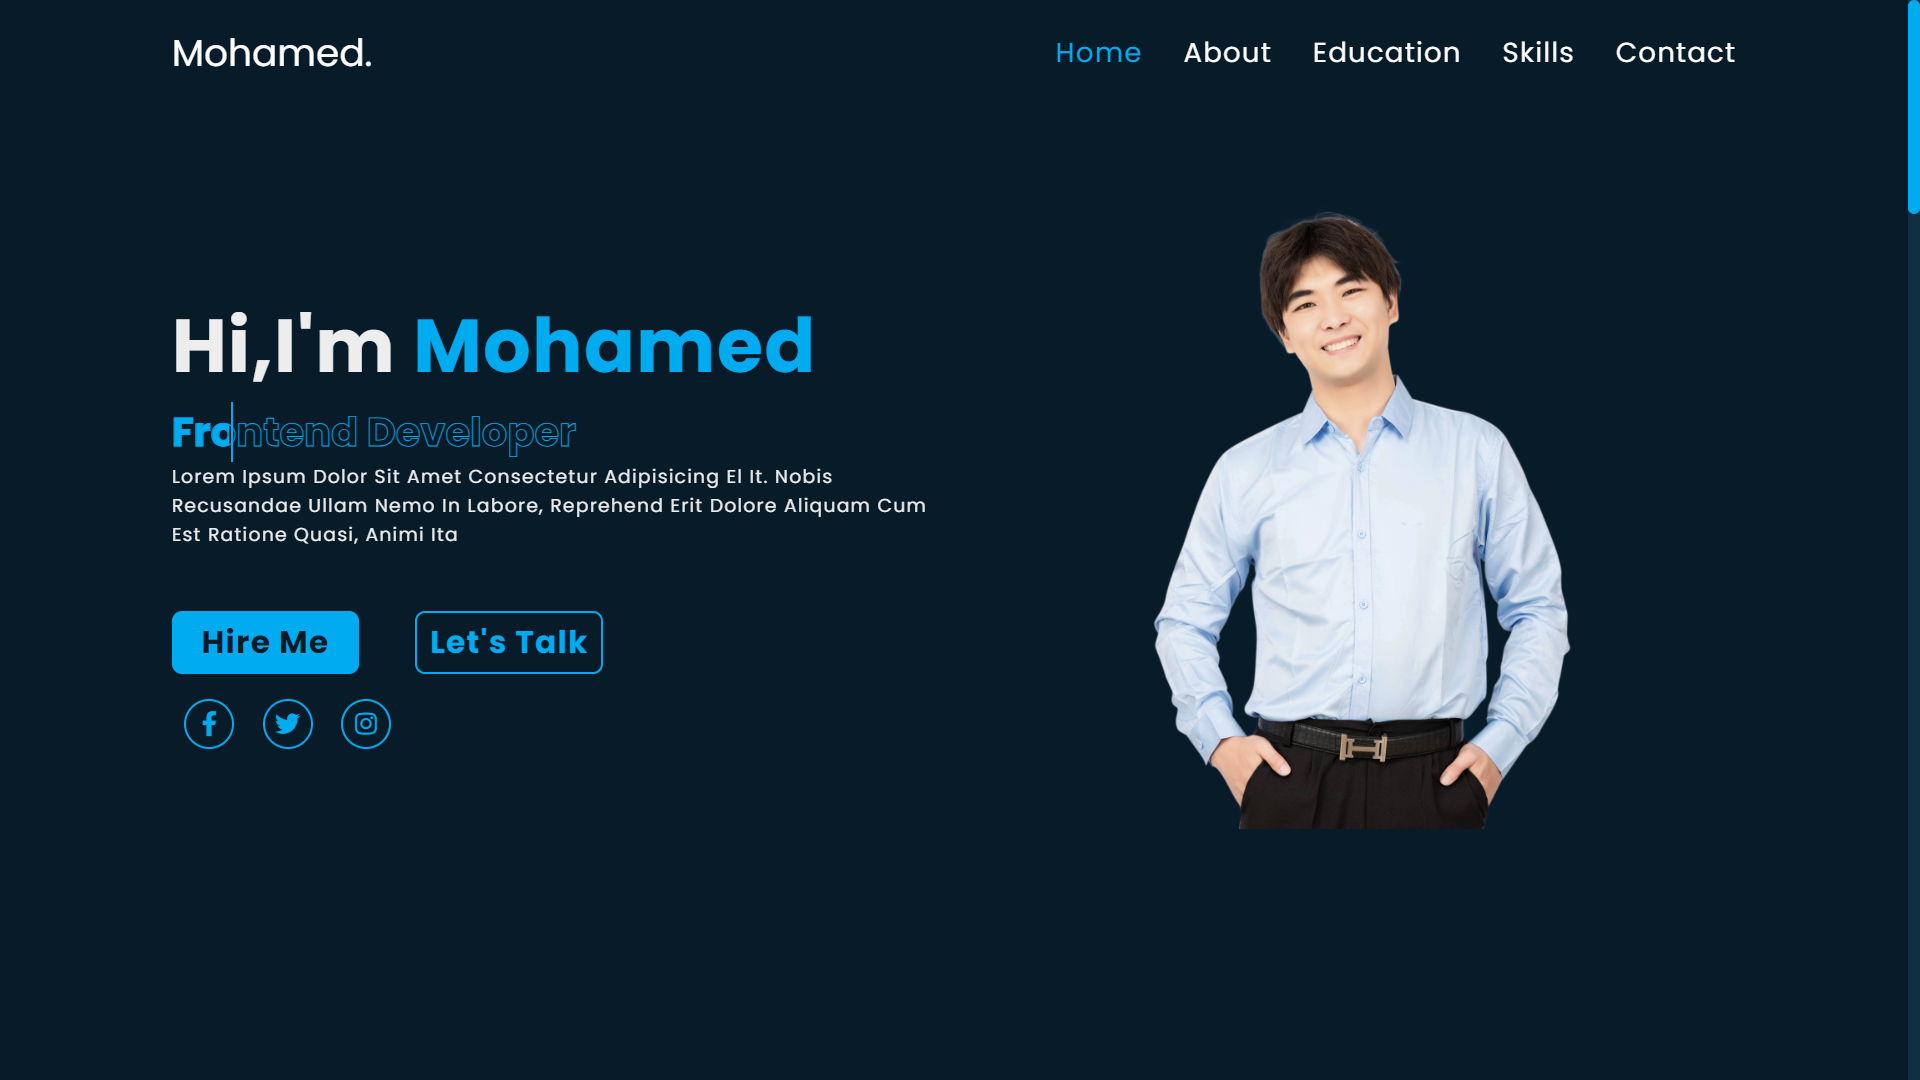 Mohamed.
Home About Education Skills Contact
Hi,I'm Mohamed
Frontend Developer
Lorem Ipsum Dolor Sit Amet Consectetur Adipisicing El It. Nobis
Recusandae Ullam Nemo In Labore, Reprehend Erit Dolore Aliquam Cum
Est Ratione Quasi, Animi Ita
Hire Me
Let's Talk